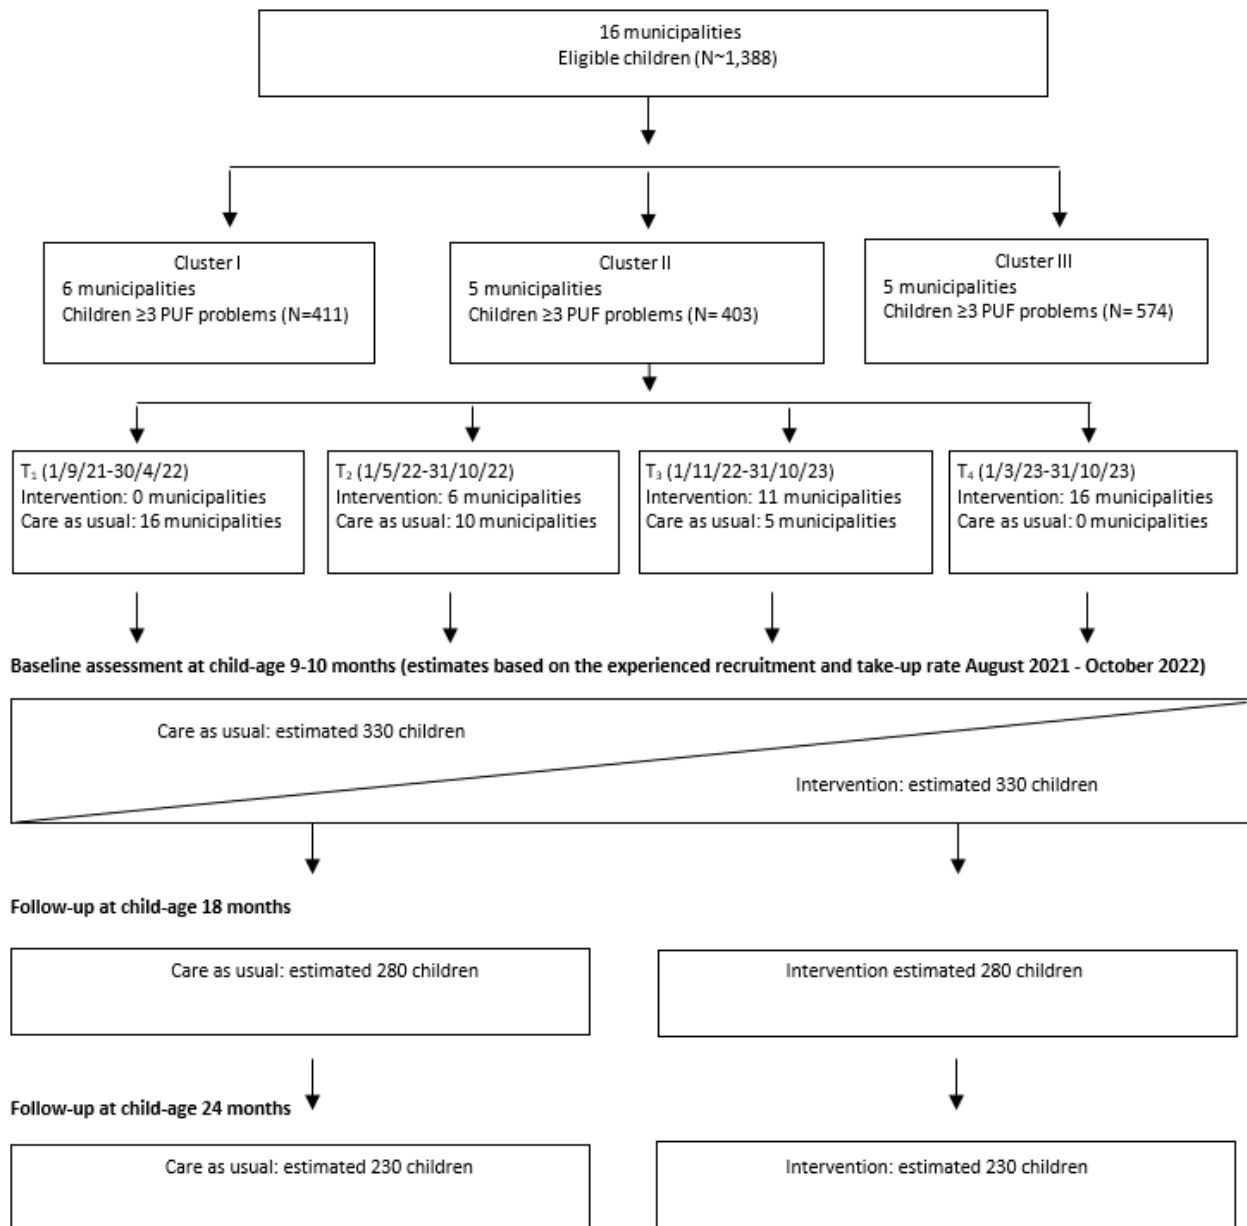 16 municipalities
Eligible children (N~1,388)
Cluster I
6 municipalities
Children ≥3 PUF problems (N=411)
Cluster II
5 municipalities
Children ≥3 PUF problems (N= 403)
Cluster III
5 municipalities
Children ≥3 PUF problems (N= 574)
T₁ (1/9/21-30/4/22)
Intervention: 0 municipalities
Care as usual: 16 municipalities
T₂ (1/5/22-31/10/22)
Intervention: 6 municipalities
Care as usual: 10 municipalities
T₃ (1/11/22-31/10/23)
Intervention: 11 municipalities
Care as usual: 5 municipalities
T₄ (1/3/23-31/10/23)
Intervention: 16 municipalities
Care as usual: 0 municipalities
Baseline assessment at child-age 9-10 months (estimates based on the experienced recruitment and take-up rate August 2021 - October 2022)
Care as usual: estimated 330 children
Intervention: estimated 330 children
Follow-up at child-age 18 months
Care as usual: estimated 280 children
Intervention estimated 280 children
Follow-up at child-age 24 months
Care as usual: estimated 230 children
Intervention: estimated 230 children